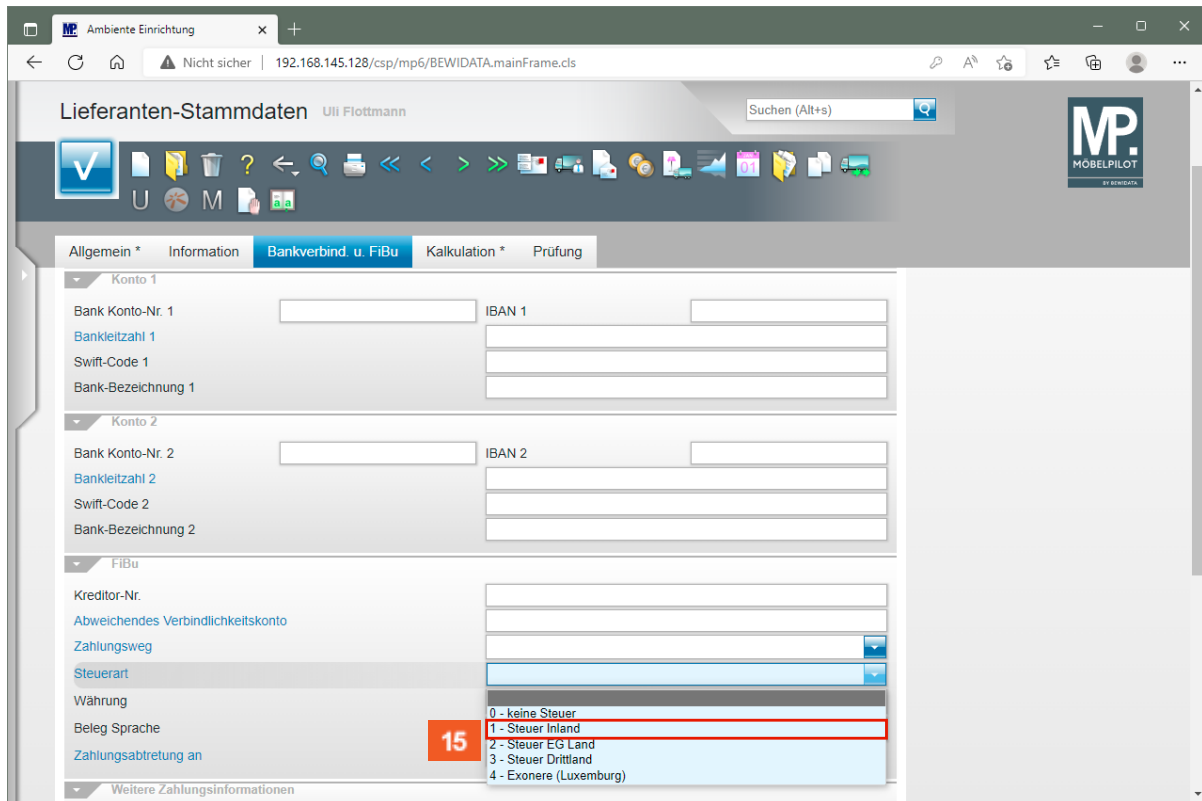 MP. Ambiente Einrichtung
Nicht sicher | 192.168.145.128/csp/mp6/BEWIDATA.mainFrame.cls
Lieferanten-Stammdaten Uli Flottmann
Suchen (Alt+s)
MP.
MÖBELPILOT
BY BEWIDATA
01
U M a a
Allgemein * Information Bankverbind. u. FiBu Kalkulation * Prüfung
Konto 1
Bank Konto-Nr. 1 IBAN 1
Bankleitzahl 1
Swift-Code 1
Bank-Bezeichnung 1
Konto 2
Bank Konto-Nr. 2 IBAN 2
Bankleitzahl 2
Swift-Code 2
Bank-Bezeichnung 2
FiBu
Kreditor-Nr.
Abweichendes Verbindlichkeitskonto
Zahlungsweg
Steuerart
Währung
0 - keine Steuer
Beleg Sprache
15
1 - Steuer Inland
2 - Steuer EG Land
Zahlungsabtretung an
3 - Steuer Drittland
4 - Exonere (Luxemburg)
Weitere Zahlungsinformationen